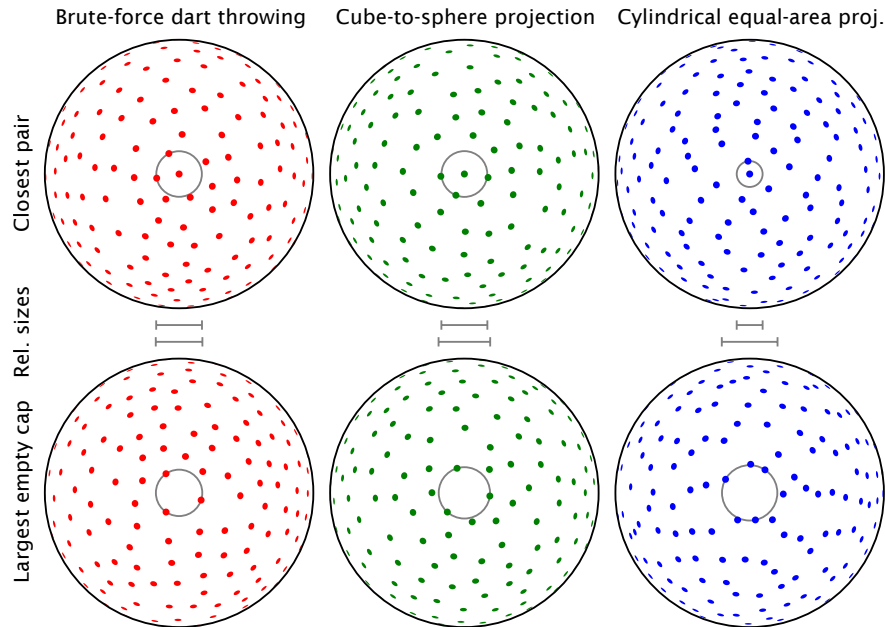 Brute-force dart throwing
Cube-to-sphere projection
Cylindrical equal-area proj.
Closest pair
Rel. sizes
Largest empty cap